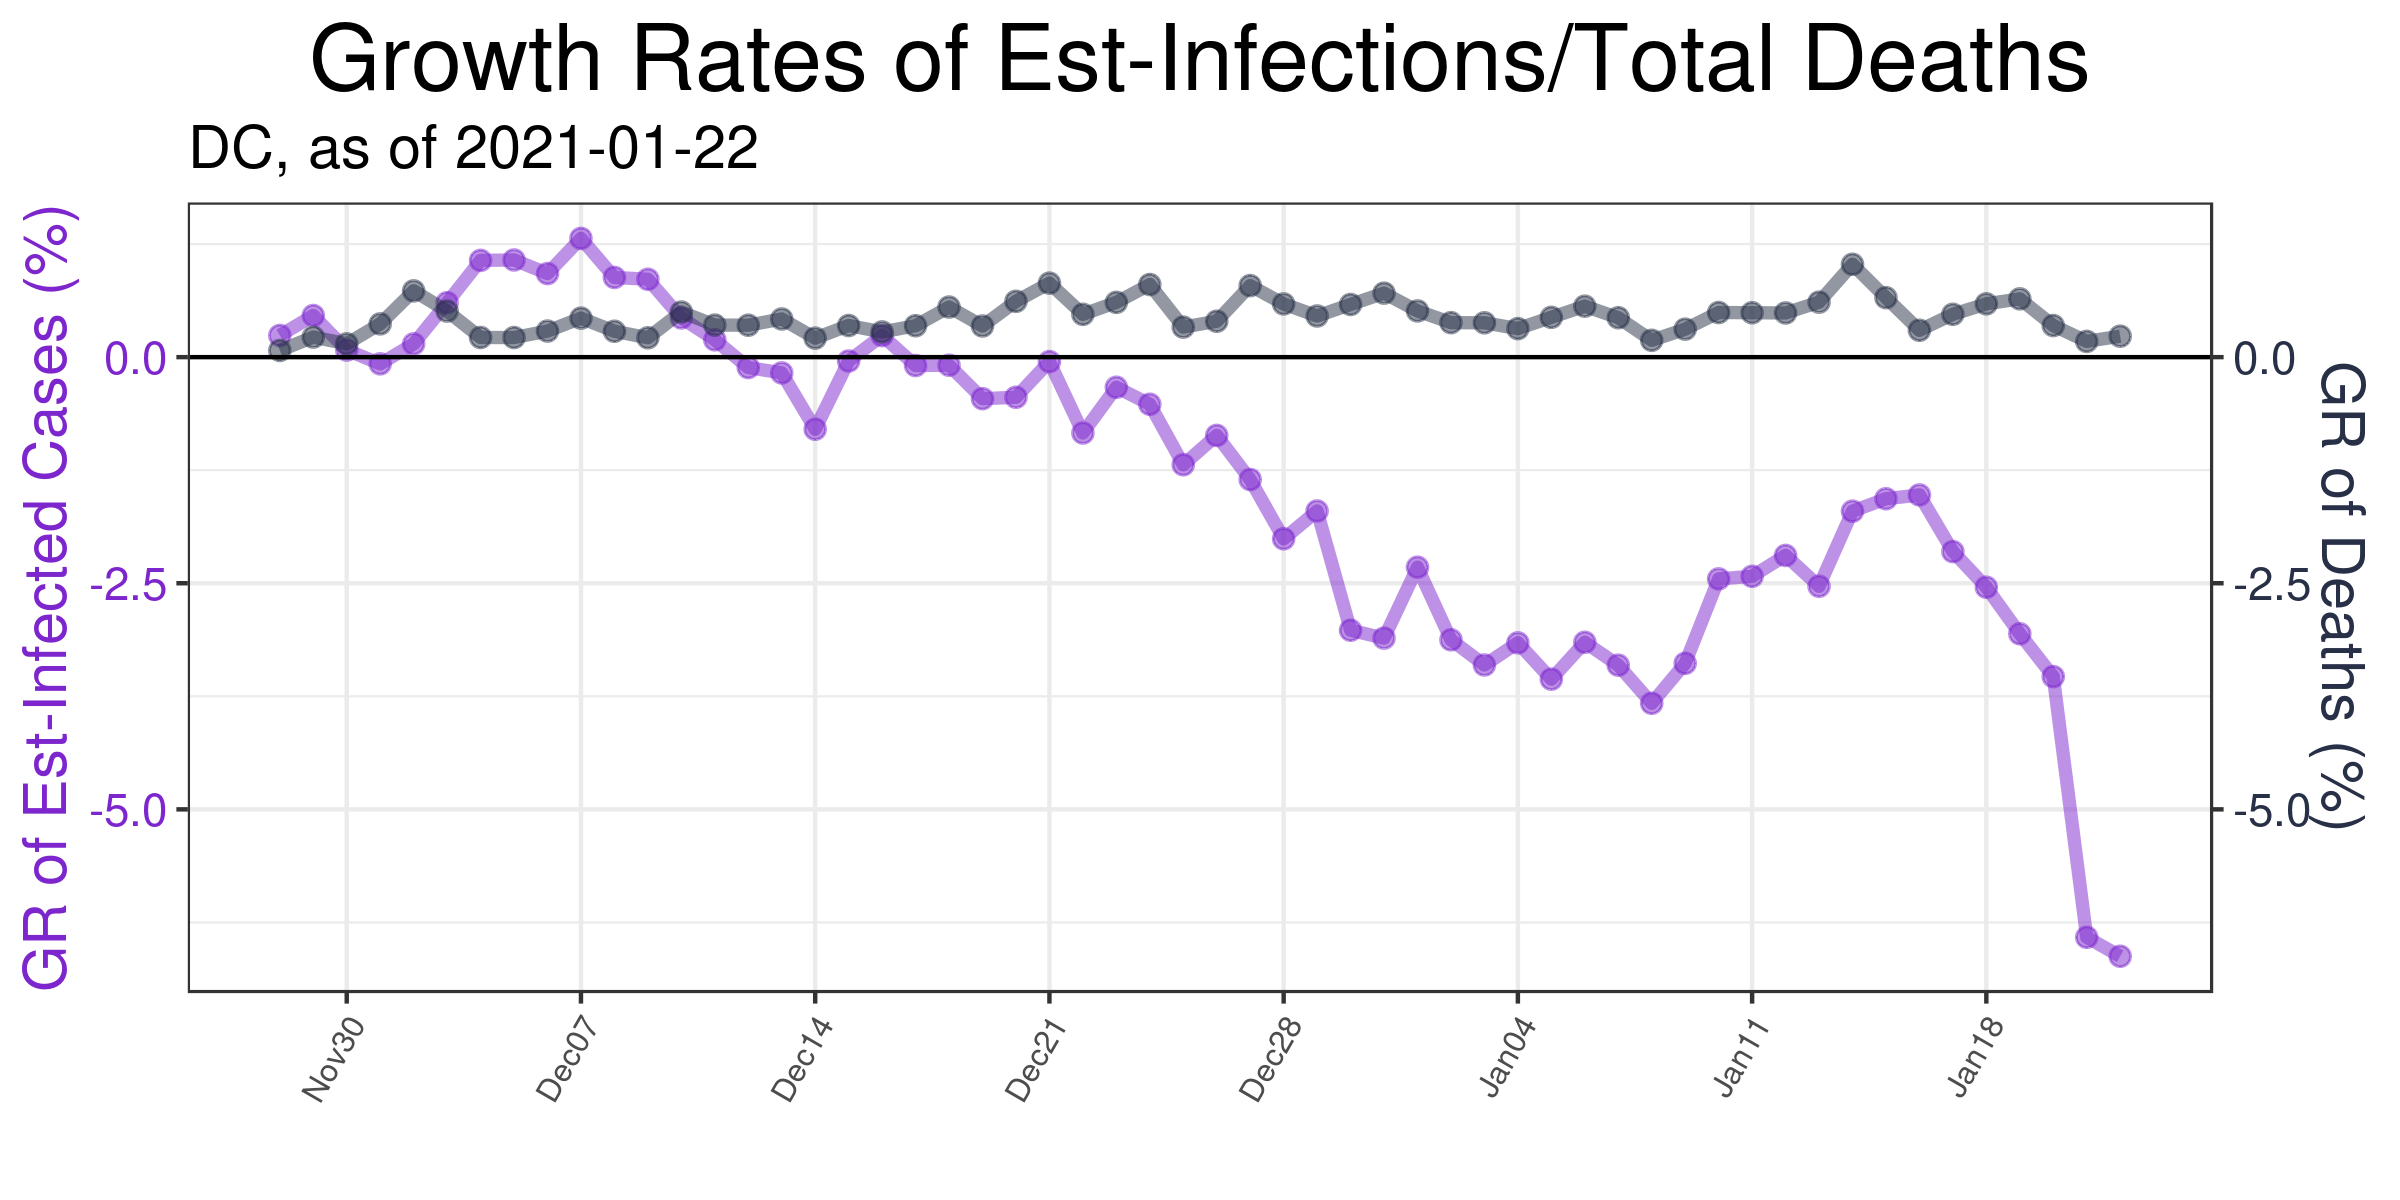 Growth Rates of Est-Infections/Total Deaths
DC, as of 2021-01-22
GR of Est-Infected Cases (%)
0.0
-2.5
-5.0
0.0
-2.5
-5.0
GR of Deaths (%)
Nov30
Dec07
Dec14
Dec21
Dec28
Jan04
Jan11
Jan18